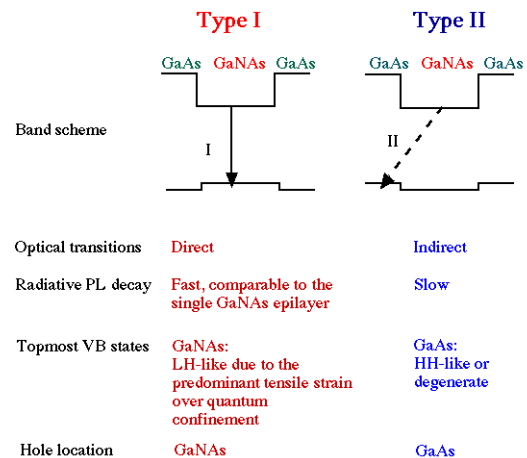 Type I Type II
GaAs GaNAs GaAs GaAs GaNAs GaAs
Band scheme
I
II
Optical transitions Direct Indirect
Radiative PL decay Fast, comparable to the Slow
single GaNAs epilayer
Topmost VB states GaNAs: GaAs:
LH-like due to the HH-like or
predominant tensile strain degenerate
over quantum
confinement
Hole location GaNAs GaAs